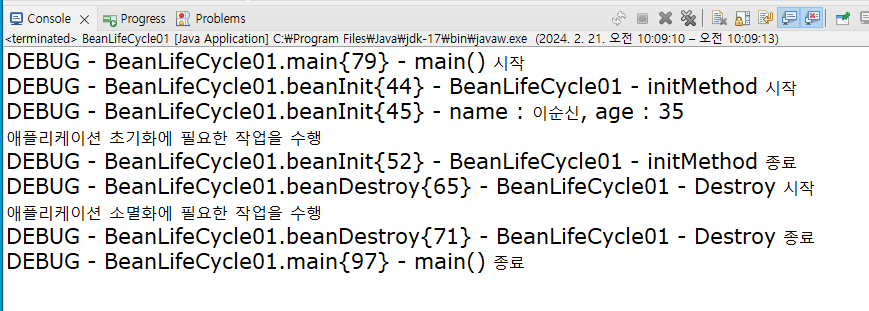 Console × Progress Problems
<terminated> BeanLifeCycle01 [Java Application] C:₩Program Files₩Java₩jdk-17₩bin₩javaw.exe (2024. 2. 21. 오전 10:09:10 – 오전 10:09:13)
DEBUG - BeanLifeCycle01.main{79} - main() 시작
DEBUG - BeanLifeCycle01.beanInit{44} - BeanLifeCycle01 - initMethod 시작
DEBUG - BeanLifeCycle01.beanInit{45} - name : 이순신, age : 35
애플리케이션 초기화에 필요한 작업을 수행
DEBUG - BeanLifeCycle01.beanInit{52} - BeanLifeCycle01 - initMethod 종료
DEBUG - BeanLifeCycle01.beanDestroy{65} - BeanLifeCycle01 - Destroy 시작
애플리케이션 소멸화에 필요한 작업을 수행
DEBUG - BeanLifeCycle01.beanDestroy{71} - BeanLifeCycle01 - Destroy 종료
DEBUG - BeanLifeCycle01.main{97} - main() 종료